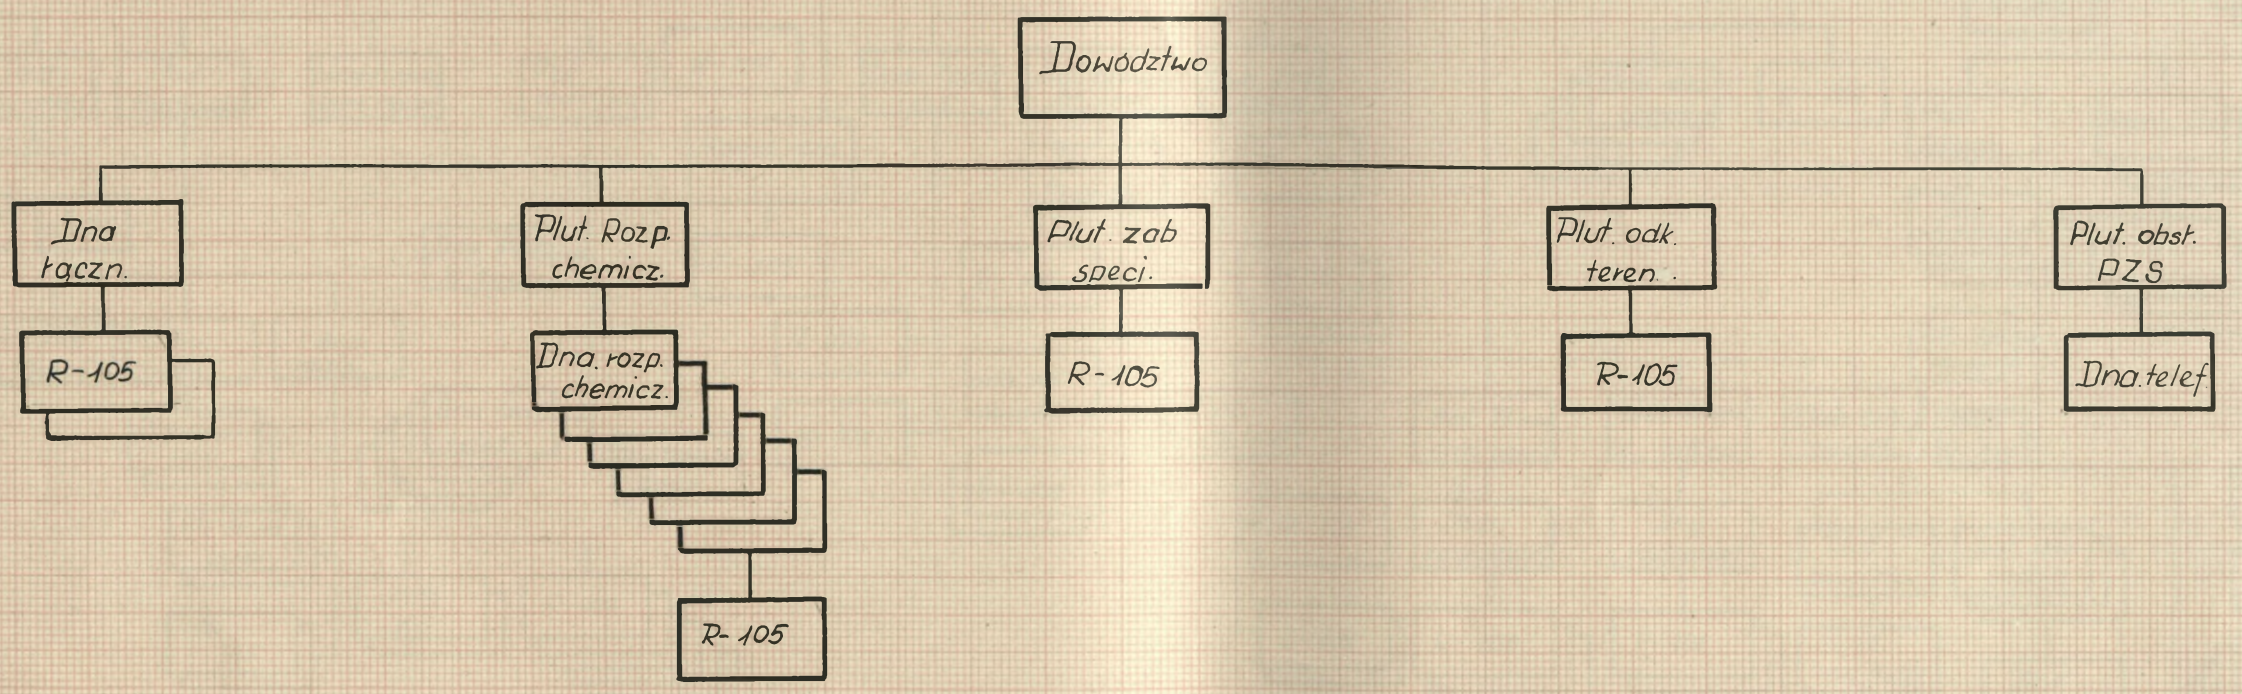 Dowództwo
Dna
łączn.
Plut. Rozp.
chemicz.
Plut. zab
speci.
Plut. odk.
teren.
Plut. obst.
PZS
R-105
Dna. rozp.
chemicz.
R-105
R-105
Dna. telef.
R-105